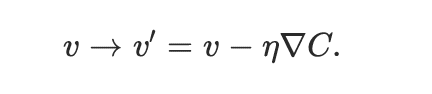 v → v′ = v − η∇C.